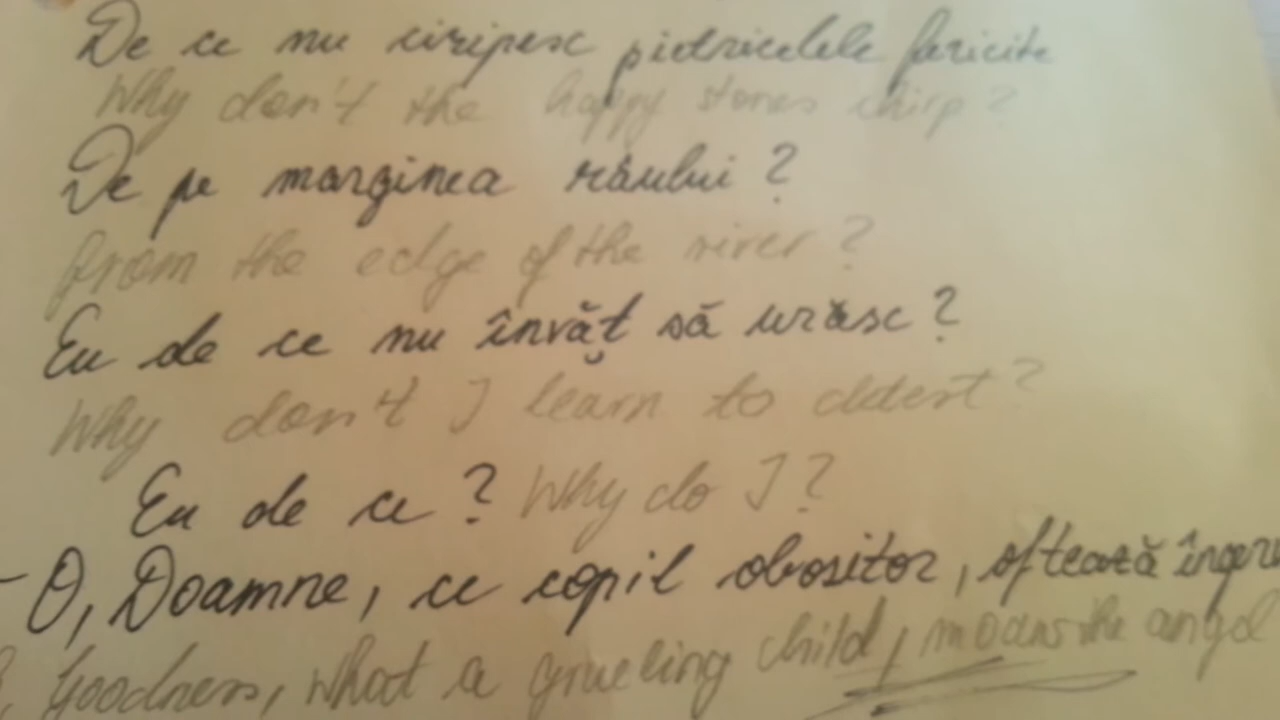 De ce nu ciripesc pietricelele fericite
Why don't the happy stones chirp?
De pe marginea râului?
from the edge of the river?
Eu de ce nu învăț să urăsc?
Why don't I learn to detest?
Eu de ce? Why do I?
- O, Doamne, ce copil obositor, oftează
Goodness, what a grueling child, moans the angel